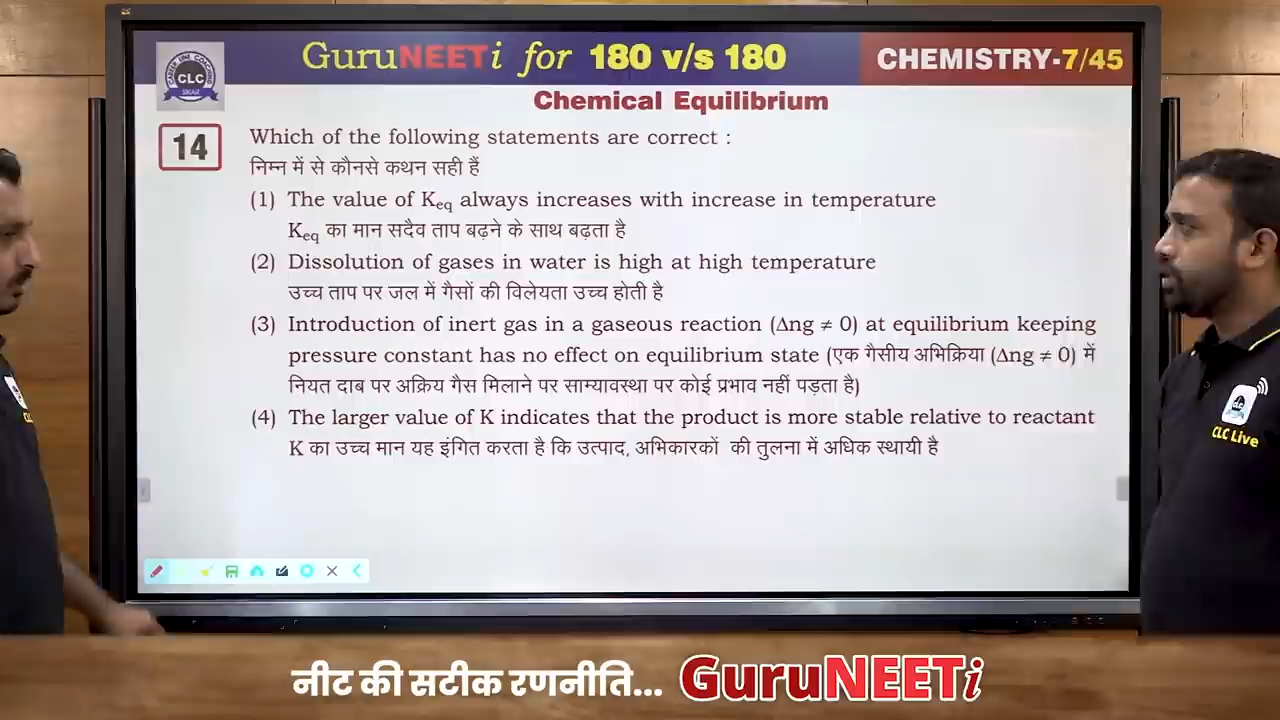 GuruNEETi for 180 v/s 180
CHEMISTRY-7/45
CLC
SIKAR
Chemical Equilibrium
14
Which of the following statements are correct :
निम्न में से कौनसे कथन सही हैं
(1) The value of Keq always increases with increase in temperature
Keq का मान सदैव ताप बढ़ने के साथ बढ़ता है
(2) Dissolution of gases in water is high at high temperature
उच्च ताप पर जल में गैसों की विलेयता उच्च होती है
(3) Introduction of inert gas in a gaseous reaction (Δng ≠ 0) at equilibrium keeping
pressure constant has no effect on equilibrium state (एक गैसीय अभिक्रिया (Δng ≠ 0) में
नियत दाब पर अक्रिय गैस मिलाने पर साम्यावस्था पर कोई प्रभाव नहीं पड़ता है)
(4) The larger value of K indicates that the product is more stable relative to reactant
K का उच्च मान यह इंगित करता है कि उत्पाद, अभिकारकों की तुलना में अधिक स्थायी है
CLC Live
नीट की सटीक रणनीति... GuruNEETi